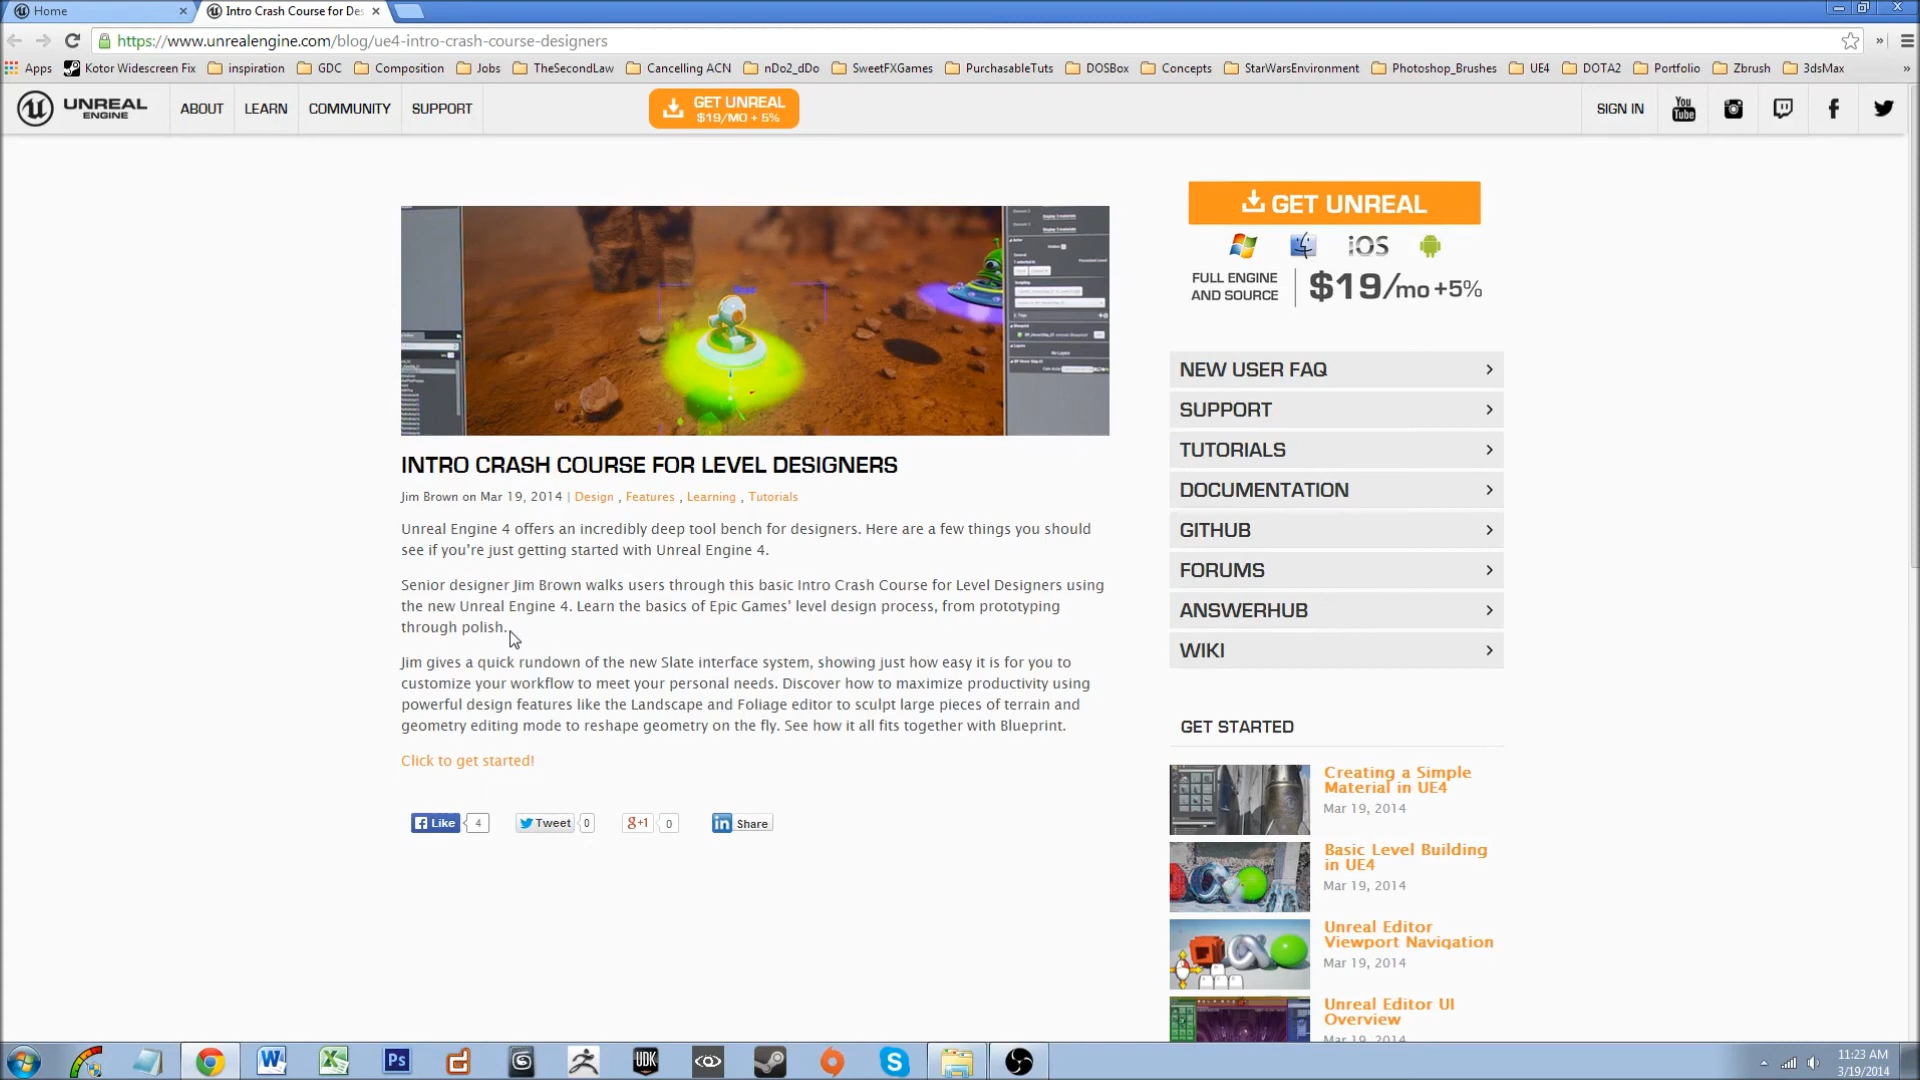 Home
Intro Crash Course for Des
https://www.unrealengine.com/blog/ue4-intro-crash-course-designers
Apps
Kotor Widescreen Fix
inspiration
GDC
Composition
Jobs
TheSecondLaw
Cancelling ACN
nDo2_dDo
SweetFXGames
PurchasableTuts
DOSBox
Concepts
StarWarsEnvironment
Photoshop_Brushes
UE4
DOTA2
Portfolio
Zbrush
3dsMax
UNREAL
ENGINE
ABOUT
LEARN
COMMUNITY
SUPPORT
GET UNREAL
$19/MO + 5%
SIGN IN
You
Tube
GET UNREAL
iOS
FULL ENGINE
AND SOURCE
$19/mo +5%
INTRO CRASH COURSE FOR LEVEL DESIGNERS
Jim Brown on Mar 19, 2014 | Design , Features , Learning , Tutorials
Unreal Engine 4 offers an incredibly deep tool bench for designers. Here are a few things you should
see if you’re just getting started with Unreal Engine 4.
Senior designer Jim Brown walks users through this basic Intro Crash Course for Level Designers using
the new Unreal Engine 4. Learn the basics of Epic Games’ level design process, from prototyping
through polish.
Jim gives a quick rundown of the new Slate interface system, showing just how easy it is for you to
customize your workflow to meet your personal needs. Discover how to maximize productivity using
powerful design features like the Landscape and Foliage editor to sculpt large pieces of terrain and
geometry editing mode to reshape geometry on the fly. See how it all fits together with Blueprint.
Click to get started!
Like 4
Tweet 0
g+1 0
in Share
NEW USER FAQ
SUPPORT
TUTORIALS
DOCUMENTATION
GITHUB
FORUMS
ANSWERHUB
WIKI
GET STARTED
Creating a Simple
Material in UE4
Mar 19, 2014
Basic Level Building
in UE4
Mar 19, 2014
Unreal Editor
Viewport Navigation
Mar 19, 2014
Unreal Editor UI
Overview
Mar 19, 2014
Ps
UDK
11:23 AM
3/19/2014